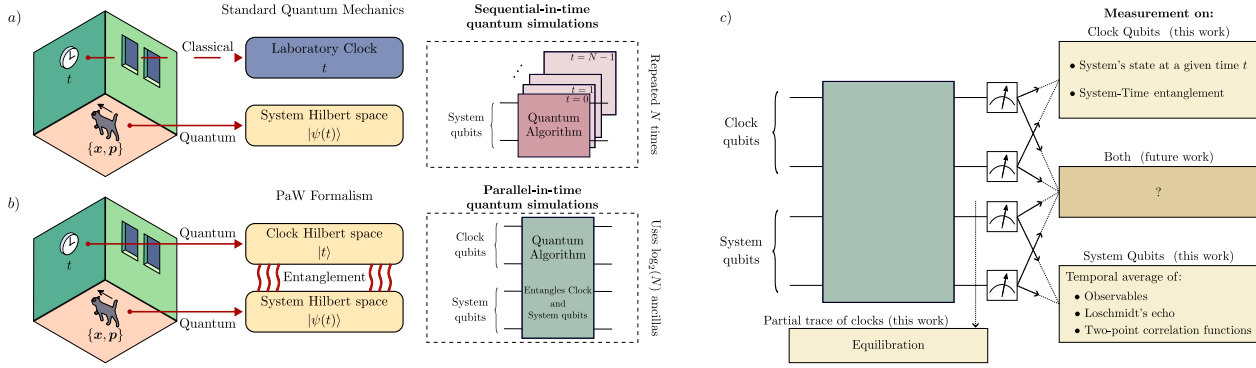 a)
Standard Quantum Mechanics
t
Classical
Laboratory Clock
t
{x, p}
Quantum
System Hilbert space
|ψ(t)⟩
Sequential-in-time
quantum simulations
t = N − 1
t = 1
t = 0
System
qubits
Quantum
Algorithm
Repeated N times
b)
PaW Formalism
t
Quantum
Clock Hilbert space
|t⟩
Entanglement
{x, p}
Quantum
System Hilbert space
|ψ(t)⟩
Parallel-in-time
quantum simulations
Clock
qubits
Quantum
Algorithm
System
qubits
Entangles Clock
and
System qubits
Uses log₂(N) ancillas
c)
Clock
qubits
System
qubits
Measurement on:
Clock Qubits (this work)
• System's state at a given time t
• System-Time entanglement
Both (future work)
?
System Qubits (this work)
Temporal average of:
• Observables
• Loschmidt's echo
• Two-point correlation functions
Partial trace of clocks (this work)
Equilibration